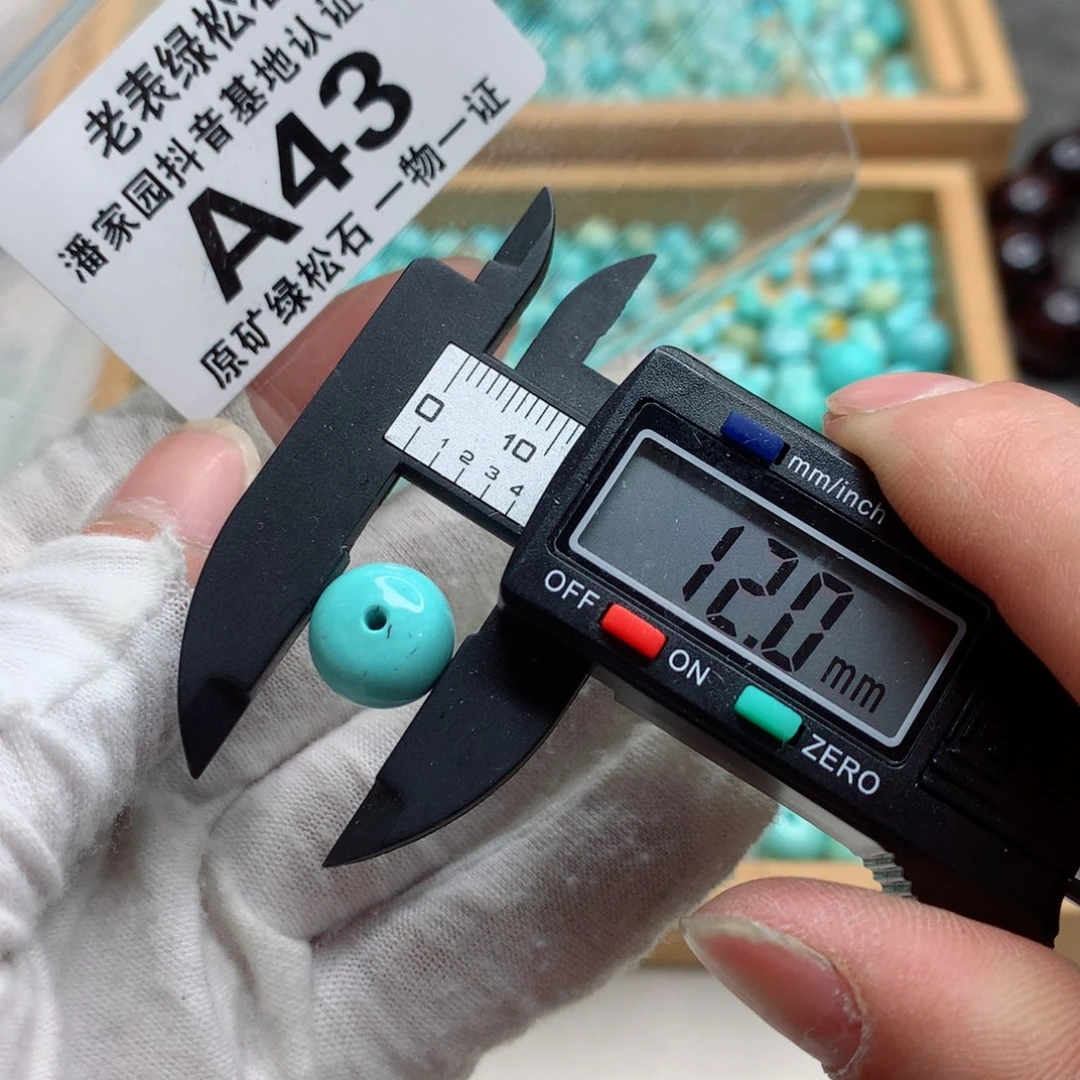 老表绿松石
潘家园抖音基地认证
A43
原矿绿松石 一物一证
0
10
1 2 3 4
mm/inch
12.0 mm
OFF
ON
ZERO